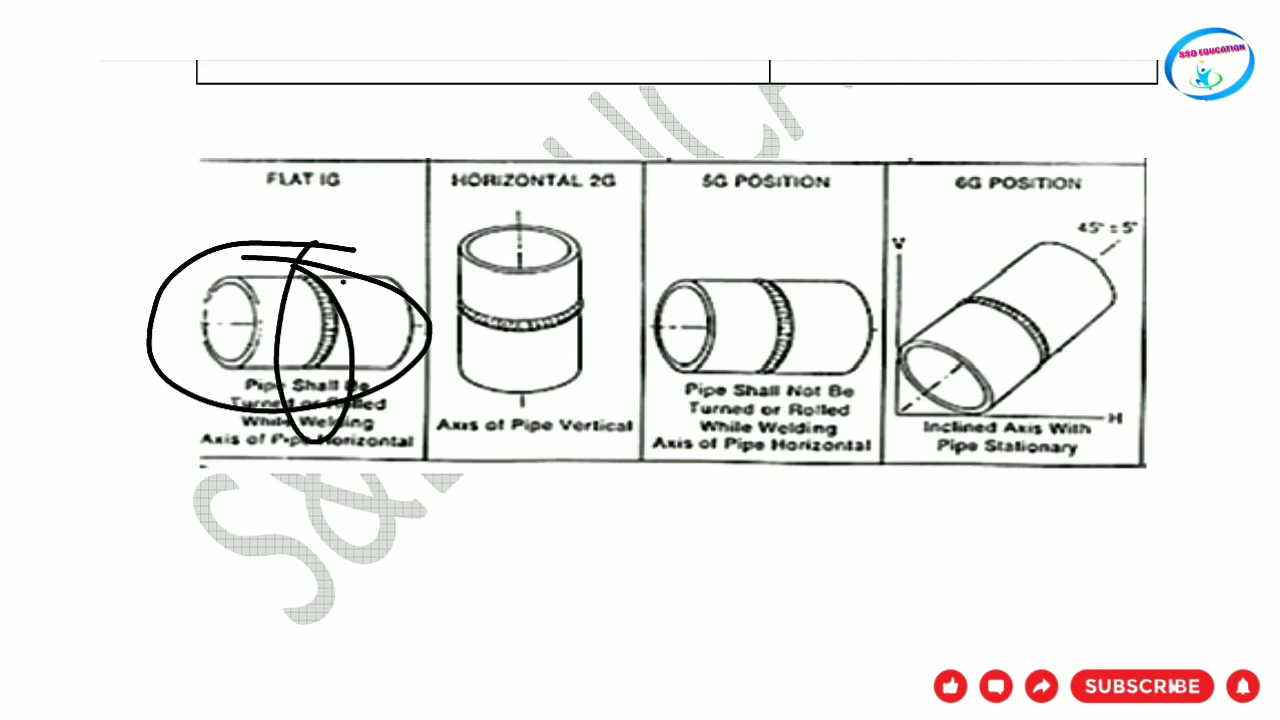 SSD EDUCATION
FLAT 1G
Pipe Shall Be
Turned or Rolled
While Welding
Axis of Pipe Horizontal
HORIZONTAL 2G
Axis of Pipe Vertical
5G POSITION
Pipe Shall Not Be
Turned or Rolled
While Welding
Axis of Pipe Horizontal
6G POSITION
45° ± 5°
V
H
Inclined Axis With
Pipe Stationary
SUBSCRIBE